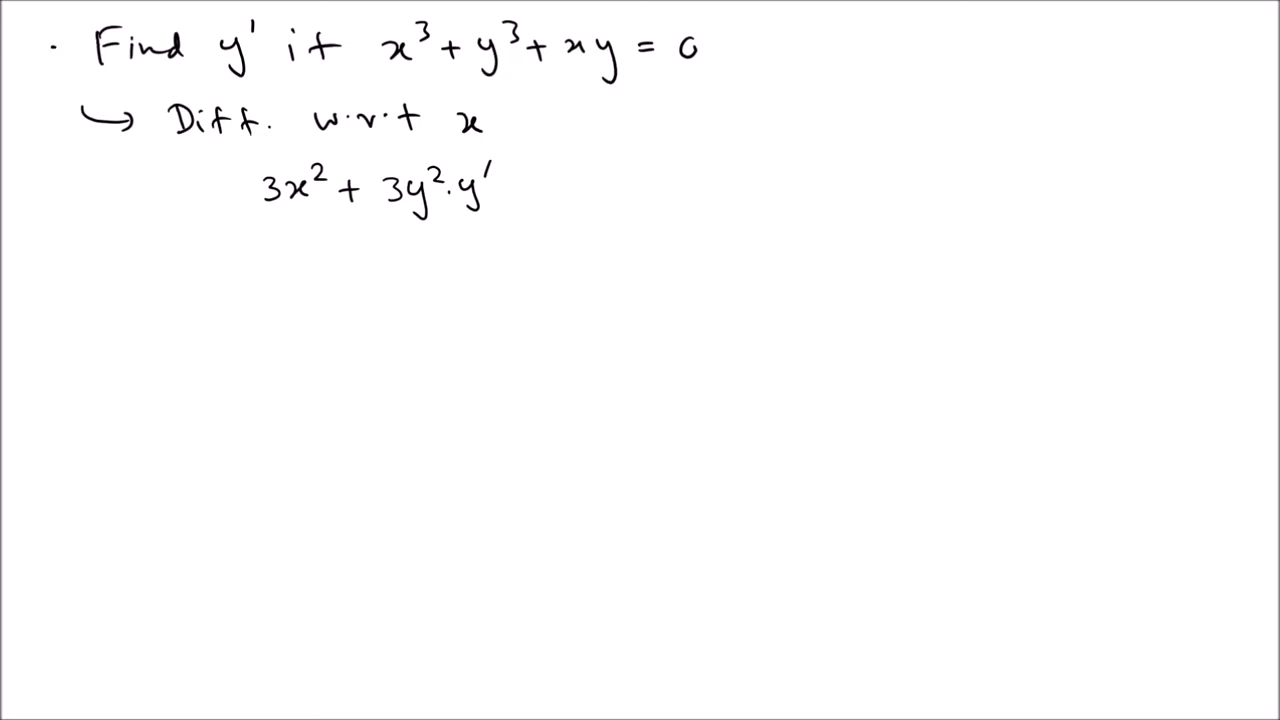 · Find y' if x³ + y³ + xy = 0
↪ Diff. w.r.t x
3x² + 3y². y'